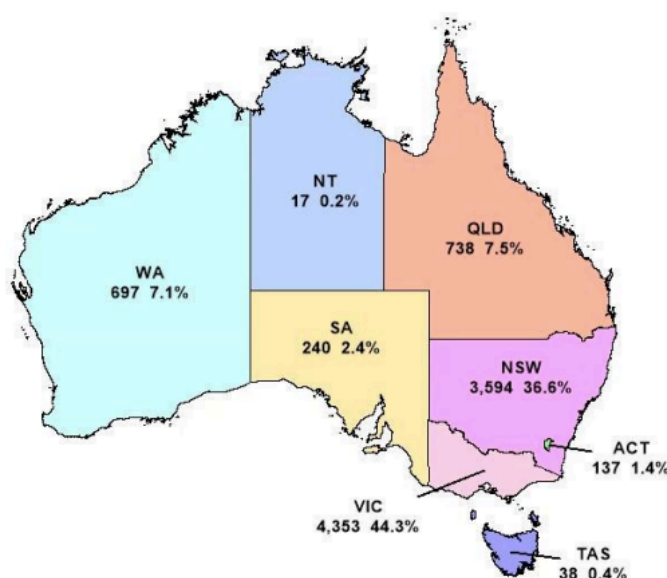 NT
17 0.2%
QLD
738 7.5%
WA
697 7.1%
SA
240 2.4%
NSW
3,594 36.6%
ACT
137 1.4%
VIC
4,353 44.3%
TAS
38 0.4%